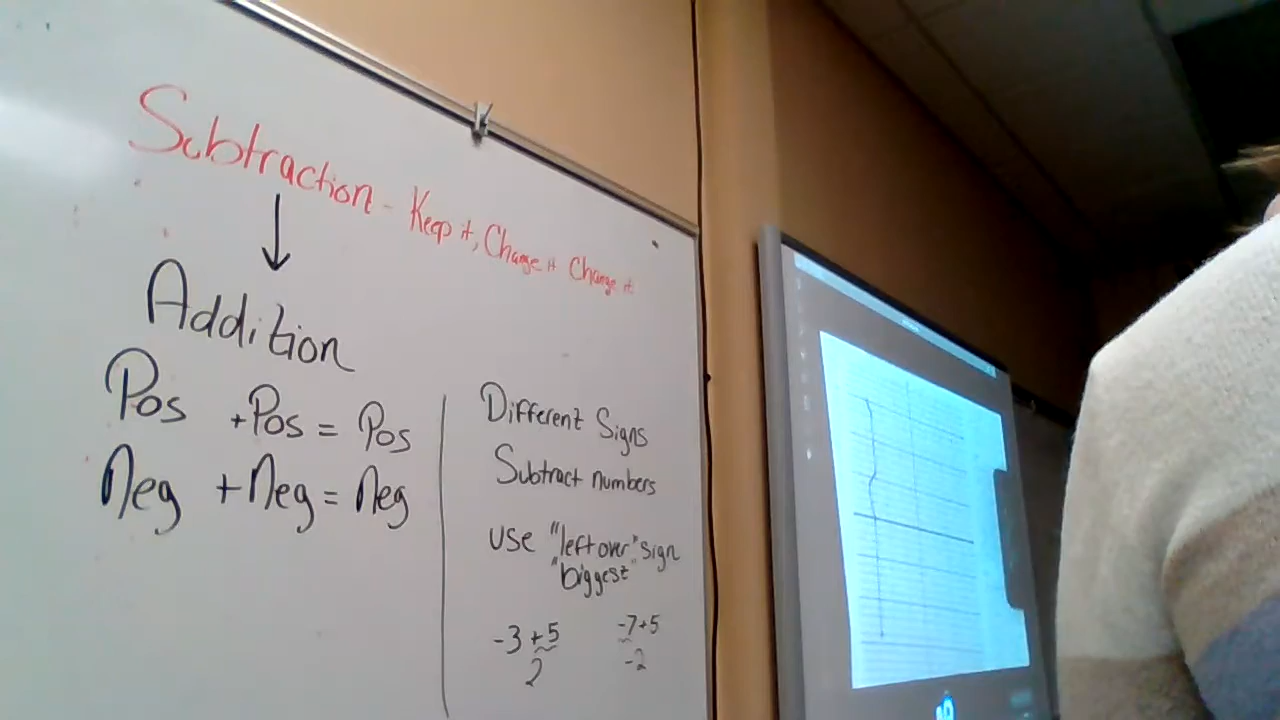 Subtraction - Keep it, Change it Change it
Addition
Pos +Pos = Pos
Neg +Neg = Neg
Different Signs
Subtract numbers
use "left over" sign
"biggest"
-3 +5
2
-7+5
-2